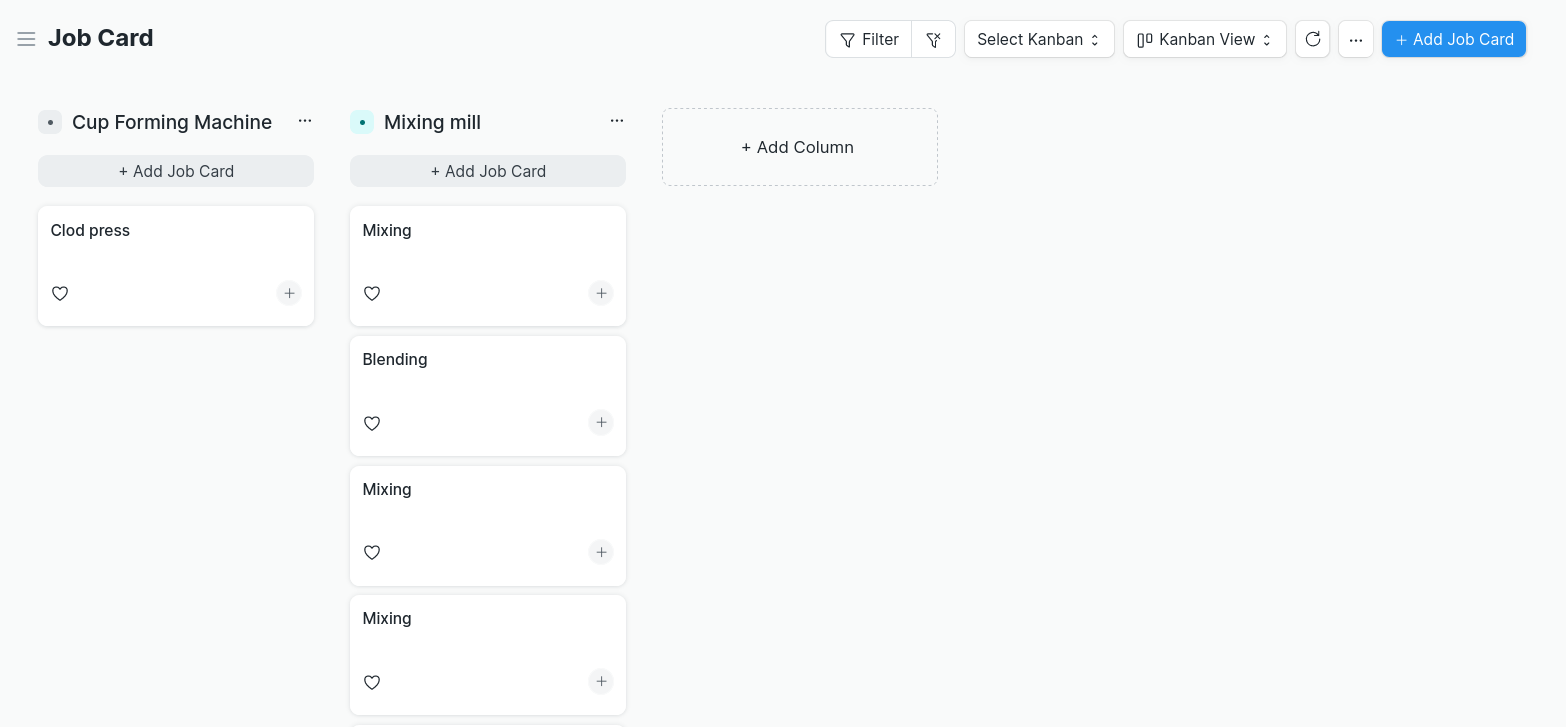 Job Card
Filter
Select Kanban
Kanban View
...
+ Add Job Card
Cup Forming Machine
...
Mixing mill
...
+ Add Column
+ Add Job Card
+ Add Job Card
Clod press
Mixing
Blending
Mixing
Mixing